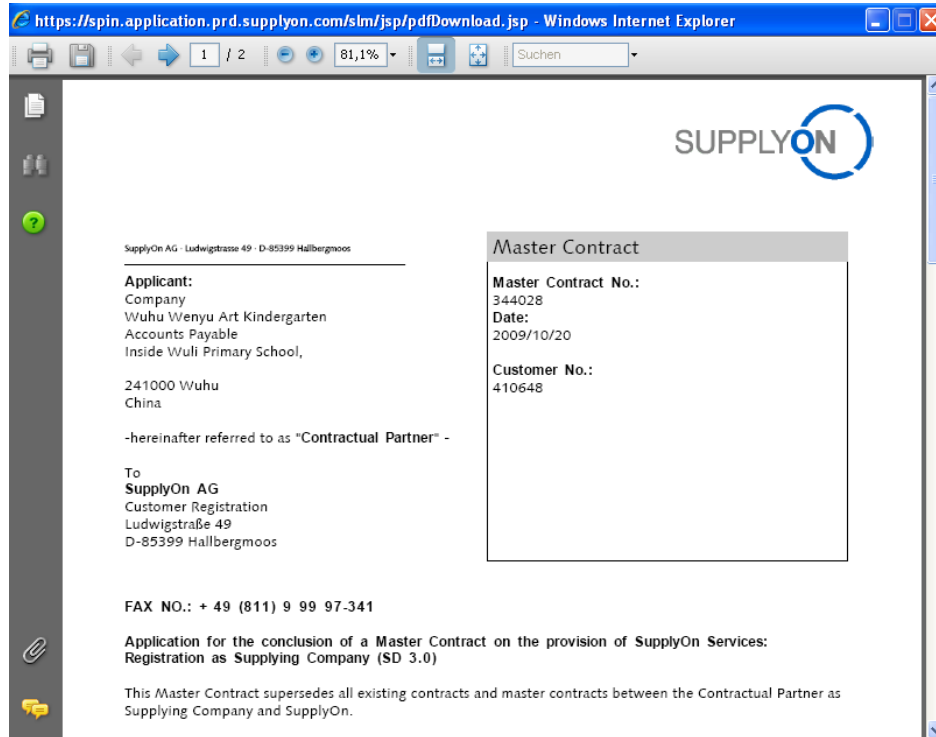 https://spin.application.prd.supplyon.com/slm/jsp/pdfDownload.jsp - Windows Internet Explorer
1 / 2 81,1% Suchen
SUPPLYON
SupplyOn AG · Ludwigstrasse 49 · D-85399 Hallbergmoos
Applicant:
Company
Wuhu Wenyu Art Kindergarten
Accounts Payable
Inside Wuli Primary School,
241000 Wuhu
China
-hereinafter referred to as "Contractual Partner" -
To
SupplyOn AG
Customer Registration
Ludwigstraße 49
D-85399 Hallbergmoos
Master Contract
Master Contract No.:
344028
Date:
2009/10/20
Customer No.:
410648
FAX NO.: + 49 (811) 9 99 97-341
Application for the conclusion of a Master Contract on the provision of SupplyOn Services:
Registration as Supplying Company (SD 3.0)
This Master Contract supersedes all existing contracts and master contracts between the Contractual Partner as
Supplying Company and SupplyOn.